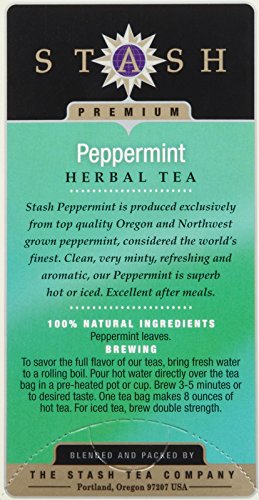 STASH
PREMIUM
Peppermint
HERBAL TEA
Stash Peppermint is produced exclusively
from top quality Oregon and Northwest
grown peppermint, considered the world's
finest. Clean, very minty, refreshing and
aromatic, our Peppermint is superb
hot or iced. Excellent after meals.
100% NATURAL INGREDIENTS
Peppermint leaves.
BREWING
To savor the full flavor of our teas, bring fresh water
to a rolling boil. Pour hot water directly over the tea
bag in a pre-heated pot or cup. Brew 3-5 minutes or
to desired taste. One tea bag makes 8 ounces of
hot tea. For iced tea, brew double strength.
BLENDED AND PACKED BY
THE STASH TEA COMPANY
Portland, Oregon 97207 USA